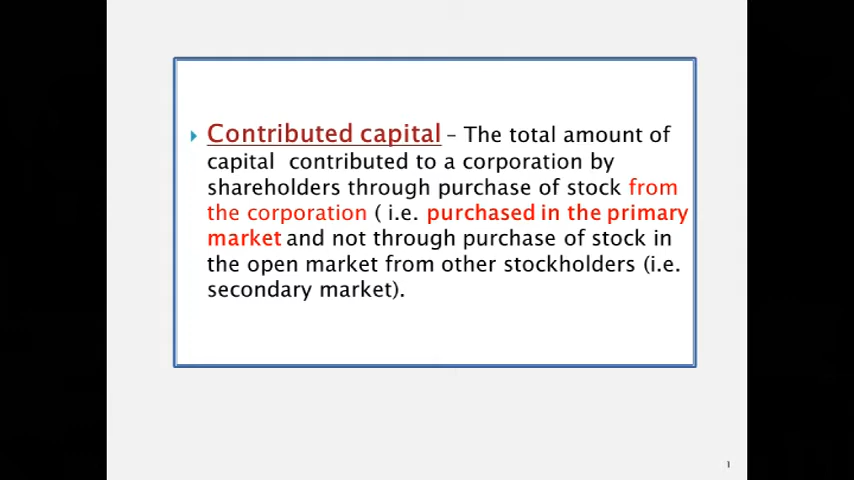 Contributed capital – The total amount of
capital contributed to a corporation by
shareholders through purchase of stock from
the corporation ( i.e. purchased in the primary
market and not through purchase of stock in
the open market from other stockholders (i.e.
secondary market).
1